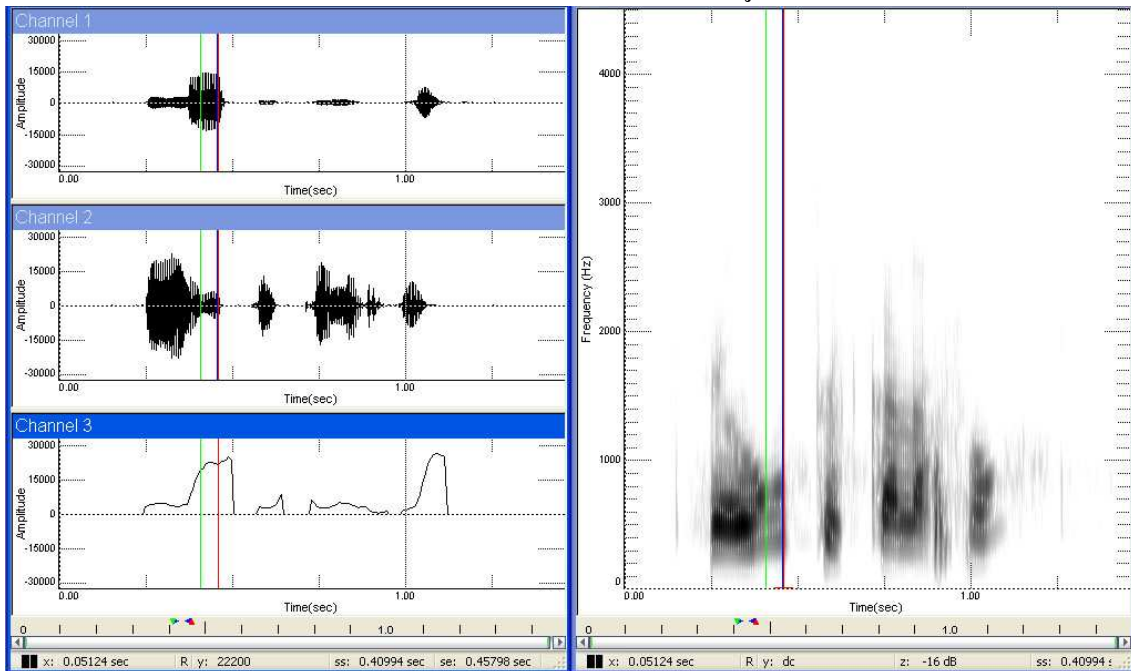 Channel 1
30000
15000
0
-15000
-30000
Amplitude
0.00
1.00
Time(sec)
Channel 2
30000
15000
0
-15000
-30000
Amplitude
0.00
1.00
Time(sec)
Channel 3
30000
15000
0
-15000
-30000
Amplitude
0.00
1.00
Time(sec)
0 1.0
x: 0.05124 sec R y: 22200 ss: 0.40994 sec se: 0.45798 sec
4000
3000
2000
1000
0
Frequency (Hz)
0.00
1.00
Time(sec)
0 1.0
x: 0.05124 sec R y: dc z: -16 dB ss: 0.40994